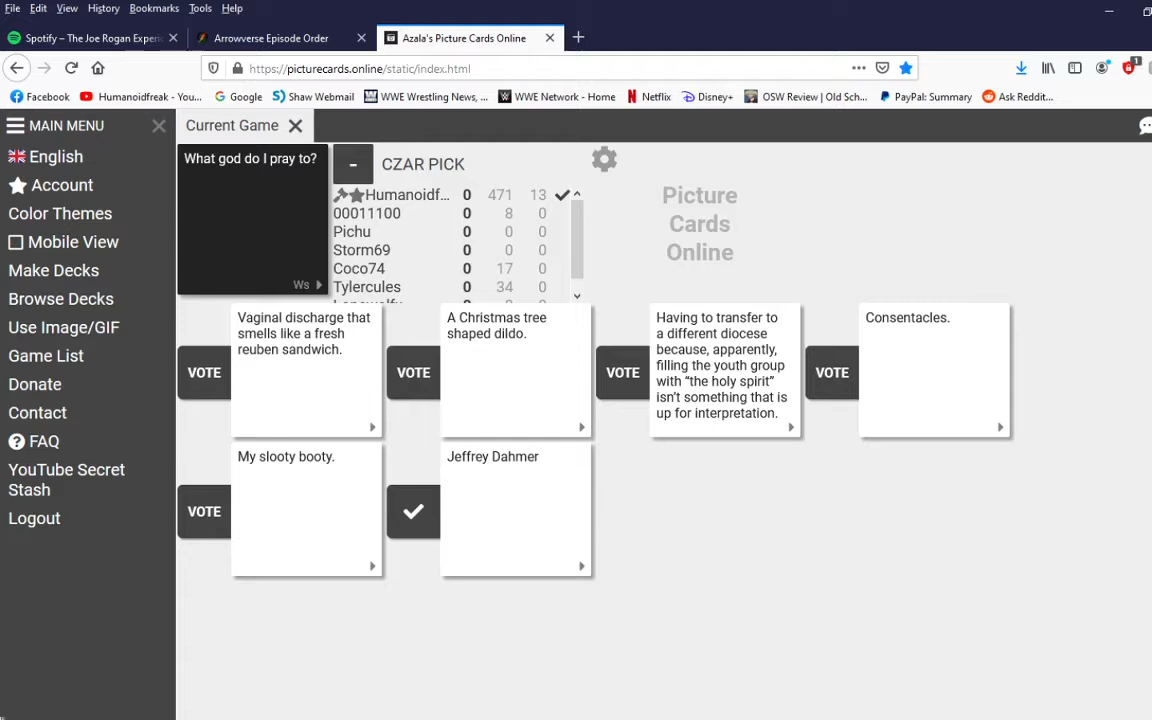 File Edit View History Bookmarks Tools Help
Spotify – The Joe Rogan Experi
Arrowverse Episode Order
Azala's Picture Cards Online
https://picturecards.online/static/index.html
Facebook
Humanoidfreak - You...
Google
Shaw Webmail
WWE Wrestling News, ...
WWE Network - Home
Netflix
Disney+
OSW Review | Old Sch...
PayPal: Summary
Ask Reddit...
1
MAIN MENU
Current Game
English
Account
Color Themes
Mobile View
Make Decks
Browse Decks
Use Image/GIF
Game List
Donate
Contact
FAQ
YouTube Secret
Stash
Logout
What god do I pray to?
Ws
-
CZAR PICK
Humanoidf... 0 471 13
00011100 0 8 0
Pichu 0 0 0
Storm69 0 0 0
Coco74 0 17 0
Tylercules 0 34 0
Picture
Cards
Online
VOTE
Vaginal discharge that
smells like a fresh
reuben sandwich.
VOTE
A Christmas tree
shaped dildo.
VOTE
Having to transfer to
a different diocese
because, apparently,
filling the youth group
with “the holy spirit”
isn’t something that is
up for interpretation.
VOTE
Consentacles.
VOTE
My slooty booty.
Jeffrey Dahmer